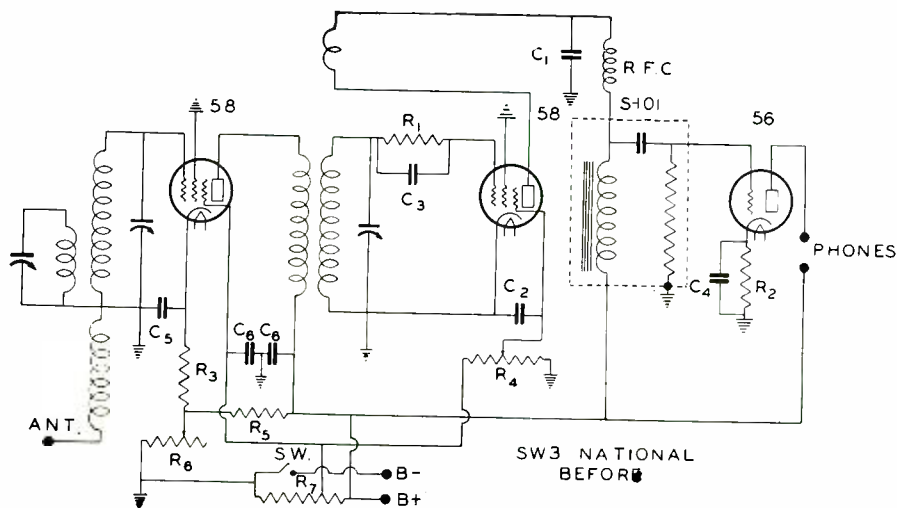 C1
R.F.C
S-101
58
R1
58
56
C3
PHONES
C5
C2
C4
R2
R3
C6 C6
R4
ANT.
R5
R6
SW.
R7
B-
B+
SW3 NATIONAL
BEFORE